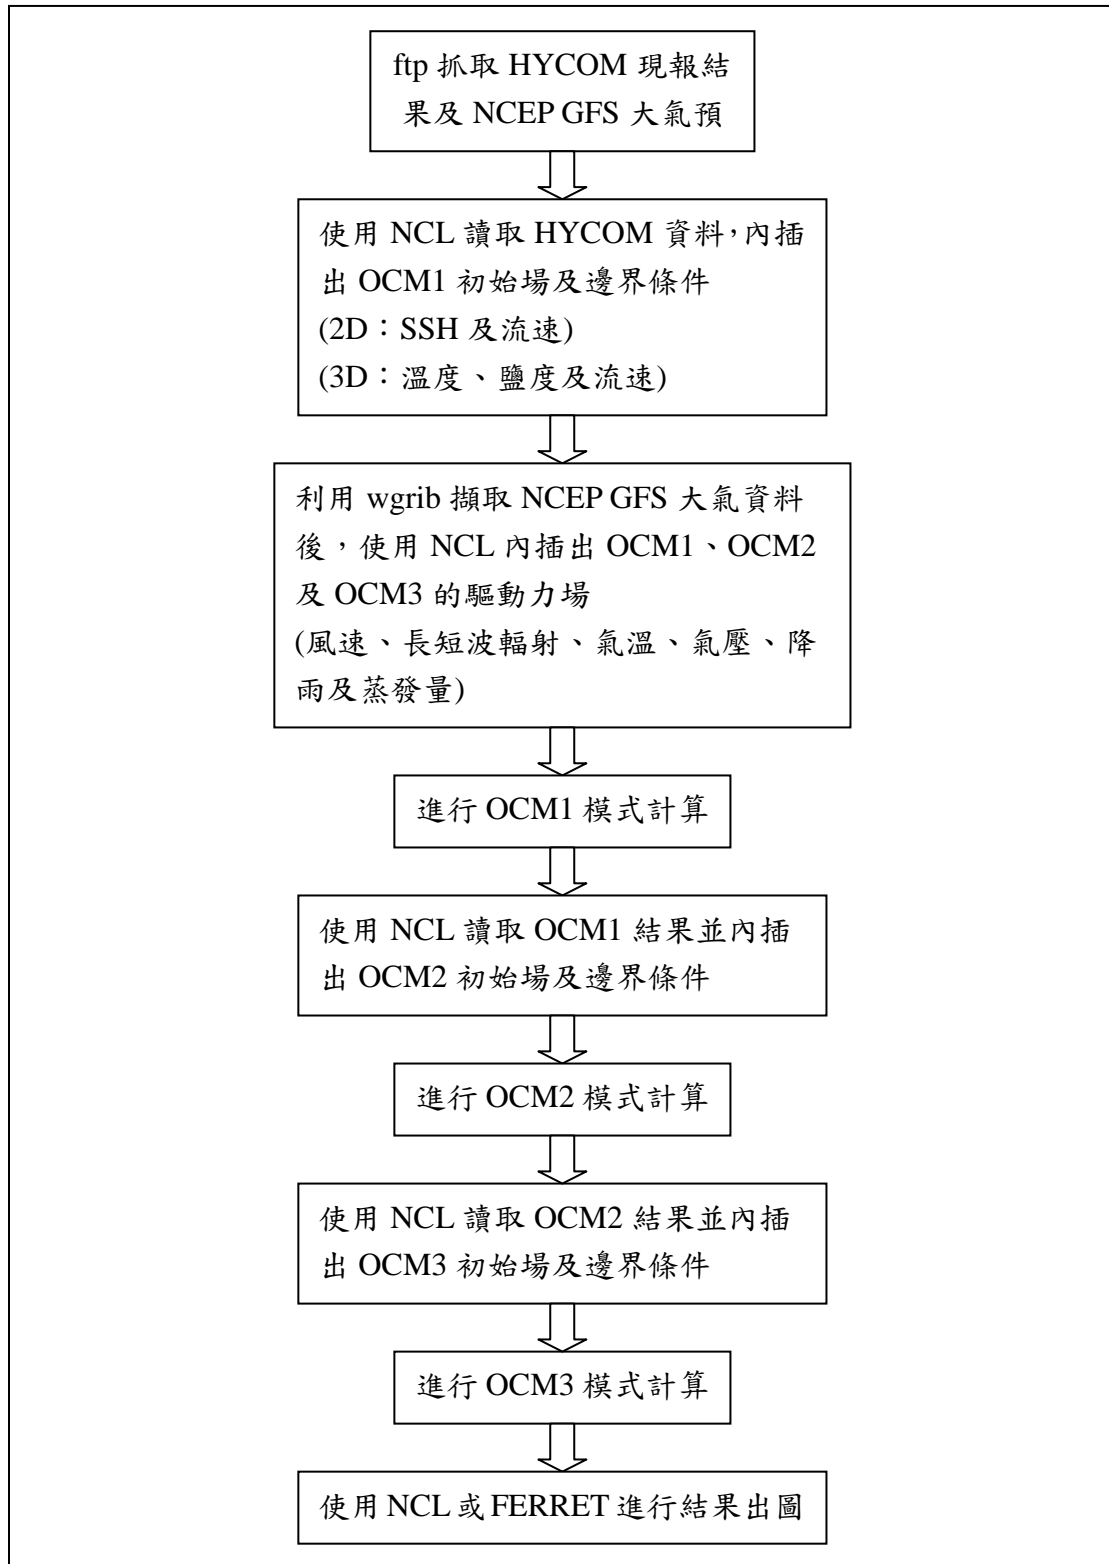 ftp 抓取 HYCOM 現報結
果及 NCEP GFS 大氣預
使用 NCL 讀取 HYCOM 資料,內插
出 OCM1 初始場及邊界條件
(2D：SSH 及流速)
(3D：溫度、鹽度及流速)
利用 wgrib 擷取 NCEP GFS 大氣資料
後，使用 NCL 內插出 OCM1、OCM2
及 OCM3 的驅動力場
(風速、長短波輻射、氣溫、氣壓、降
雨及蒸發量)
進行 OCM1 模式計算
使用 NCL 讀取 OCM1 結果並內插
出 OCM2 初始場及邊界條件
進行 OCM2 模式計算
使用 NCL 讀取 OCM2 結果並內插
出 OCM3 初始場及邊界條件
進行 OCM3 模式計算
使用 NCL 或 FERRET 進行結果出圖